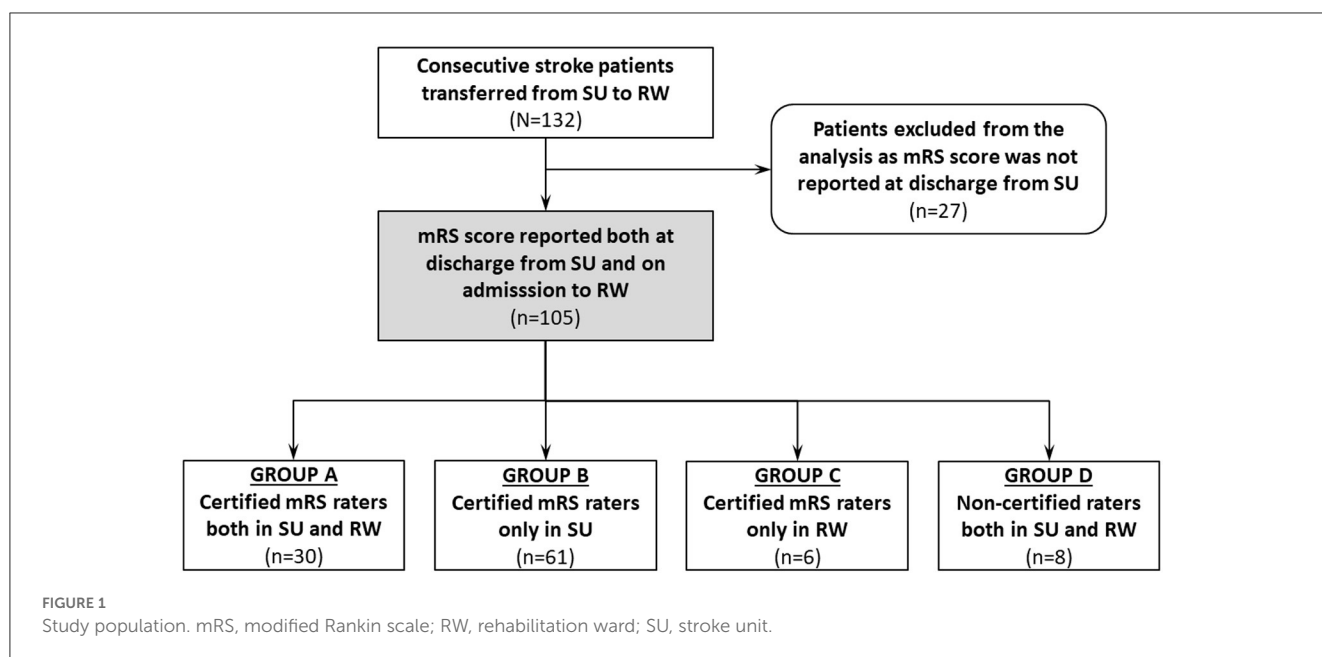 Consecutive stroke patients
transferred from SU to RW
(N=132)
Patients excluded from the
analysis as mRS score was not
reported at discharge from SU
(n=27)
mRS score reported both at
discharge from SU and on
admisssion to RW
(n=105)
GROUP A
Certified mRS raters
both in SU and RW
(n=30)
GROUP B
Certified mRS raters
only in SU
(n=61)
GROUP C
Certified mRS raters
only in RW
(n=6)
GROUP D
Non-certified raters
both in SU and RW
(n=8)
FIGURE 1
Study population. mRS, modified Rankin scale; RW, rehabilitation ward; SU, stroke unit.